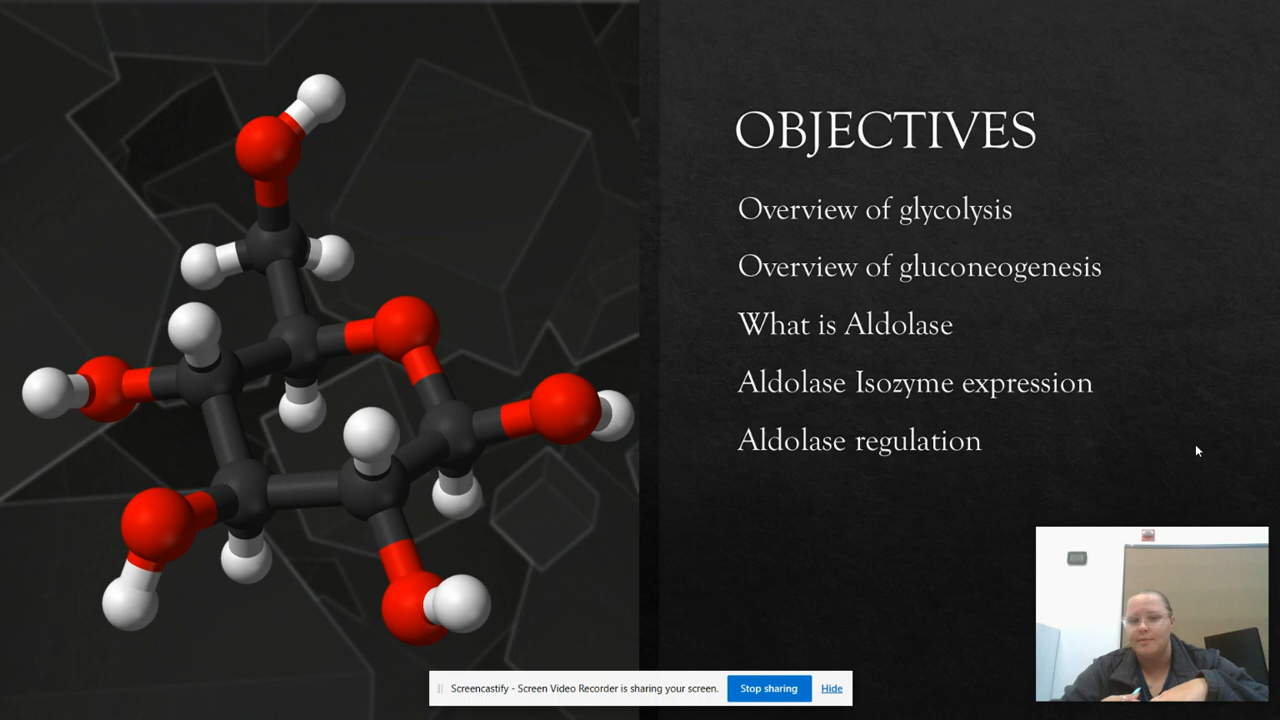 OBJECTIVES
Overview of glycolysis
Overview of gluconeogenesis
What is Aldolase
Aldolase Isozyme expression
Aldolase regulation
Screencastify - Screen Video Recorder is sharing your screen. Stop sharing Hide